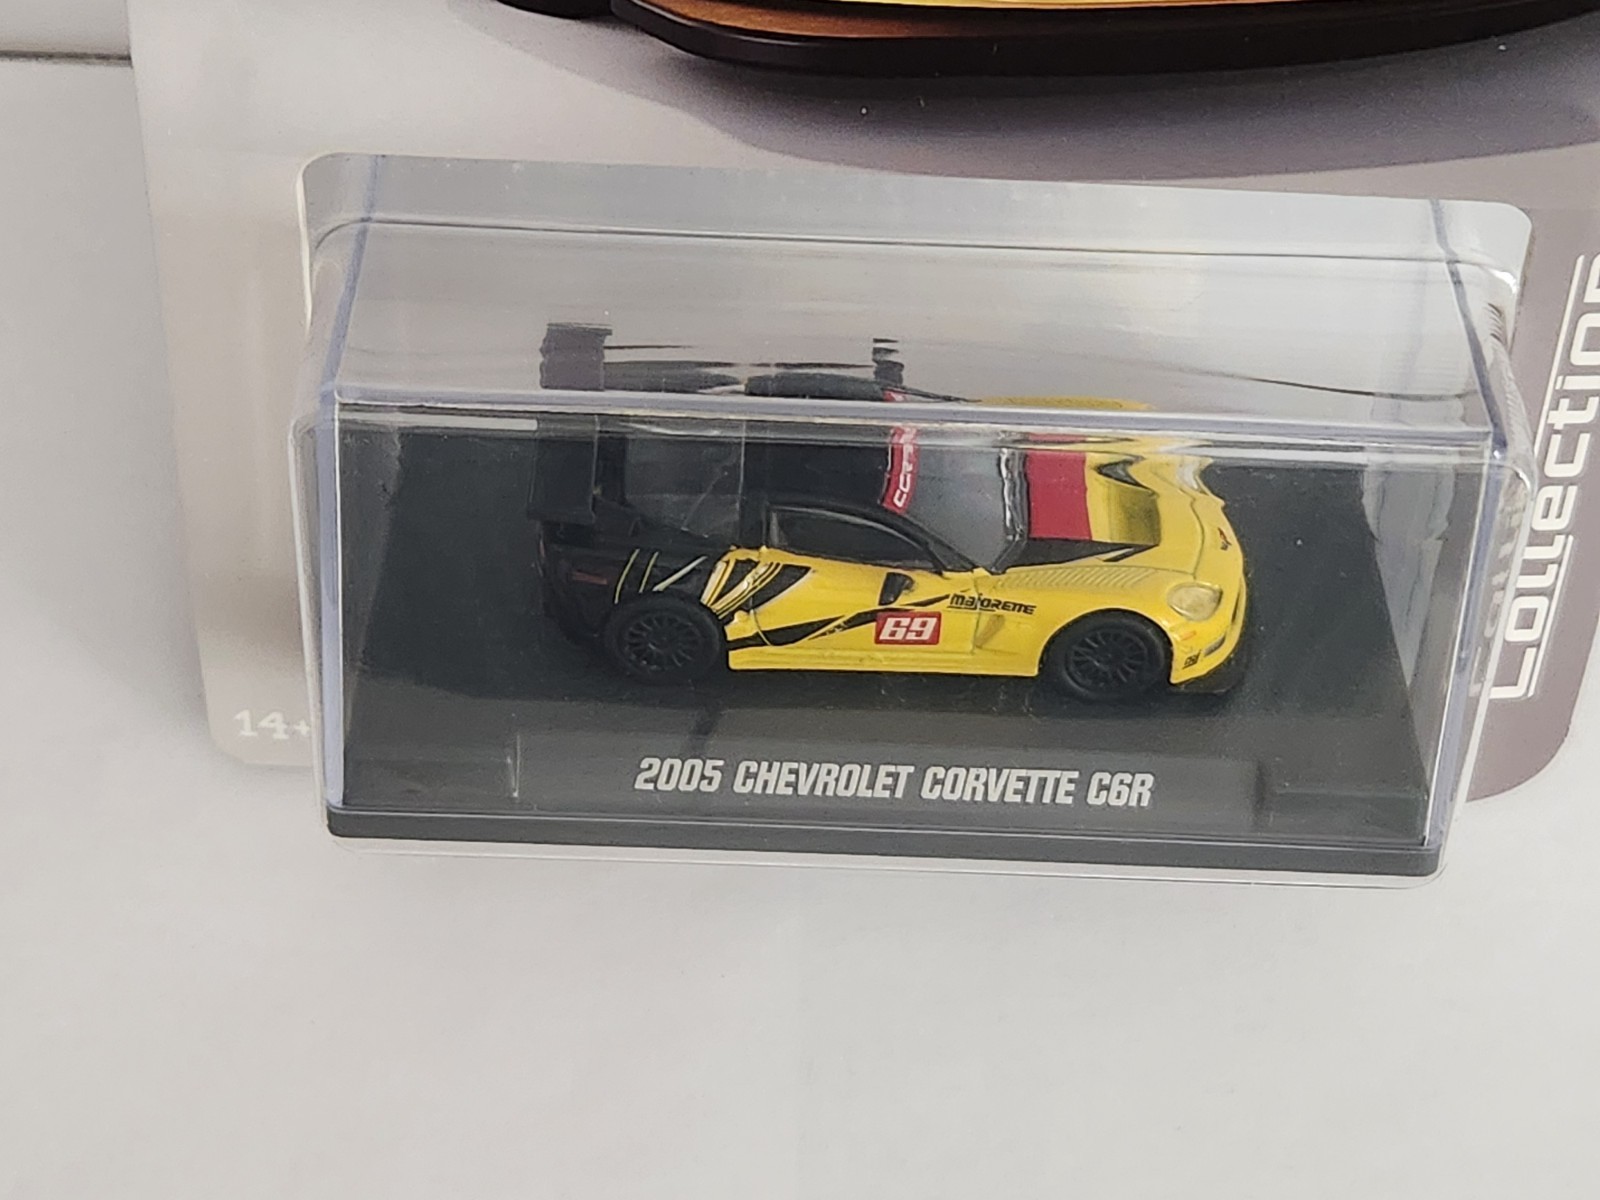 Collection
majorette
69
14+
2005 CHEVROLET CORVETTE C6R